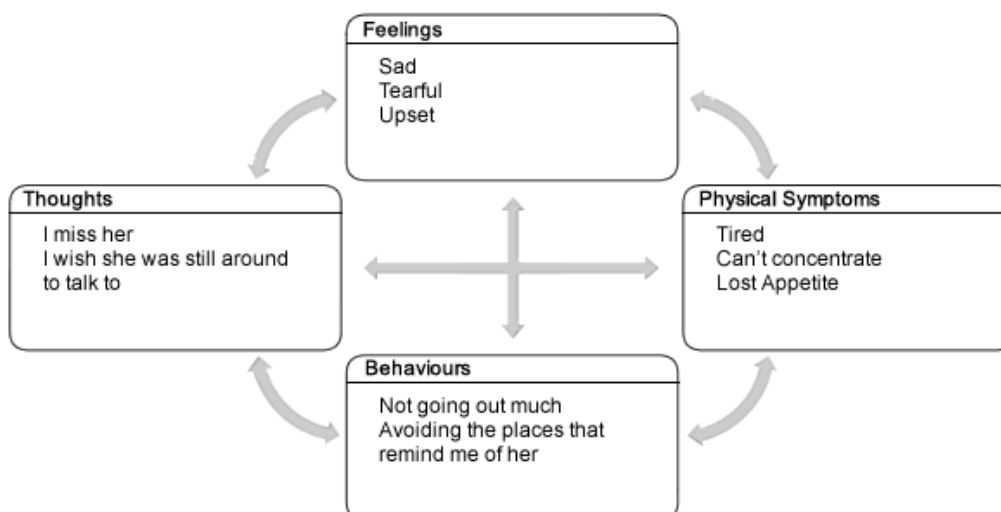 Feelings
Sad
Tearful
Upset
Thoughts
I miss her
I wish she was still around
to talk to
Physical Symptoms
Tired
Can't concentrate
Lost Appetite
Behaviours
Not going out much
Avoiding the places that
remind me of her